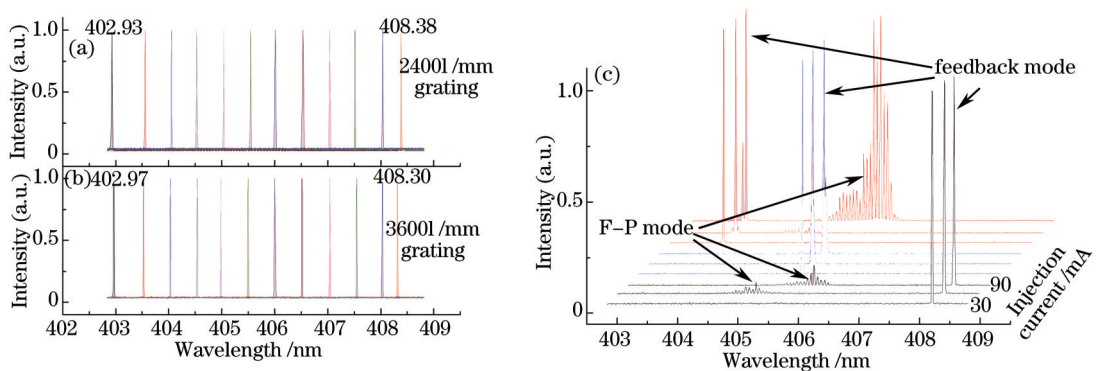 (a)
402.93
408.38
2400l /mm
grating
Intensity (a.u.)
1.0
0.5
0
(b)
402.97
408.30
3600l/mm
grating
Intensity (a.u.)
1.0
0.5
0
402 403 404 405 406 407 408 409
Wavelength /nm
(c)
feedback mode
F-P mode
Intensity (a.u.)
1.0
0.5
0
403 404 405 406 407 408 409
Wavelength /nm
90
30
Injection
current /mA